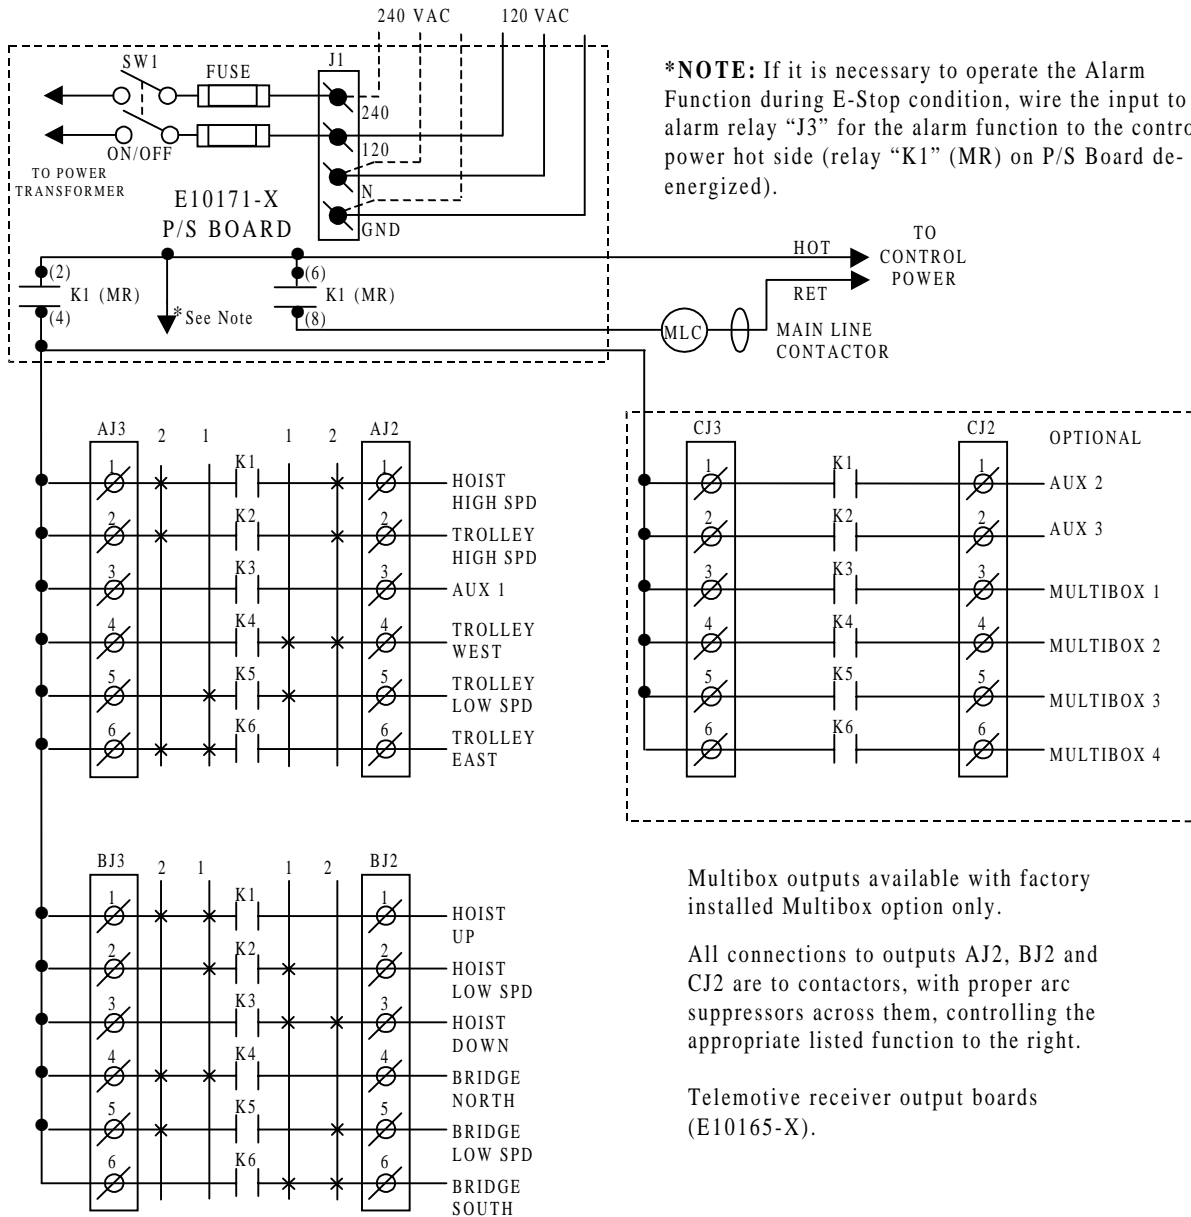 240 VAC 120 VAC
SW1
FUSE
J1
240
120
N
GND
ON/OFF
TO POWER
TRANSFORMER
E10171-X
P/S BOARD
*NOTE: If it is necessary to operate the Alarm
Function during E-Stop condition, wire the input to
alarm relay “J3” for the alarm function to the contro
power hot side (relay “K1” (MR) on P/S Board de-
energized).
(2)
K1 (MR)
(4)
*See Note
(6)
K1 (MR)
(8)
HOT
RET
TO
CONTROL
POWER
MLC
MAIN LINE
CONTACTOR
AJ3 2 1 1 2 AJ2
1 K1 1 HOIST
HIGH SPD
2 K2 2 TROLLEY
HIGH SPD
3 K3 3 AUX 1
4 K4 4 TROLLEY
WEST
5 K5 5 TROLLEY
LOW SPD
6 K6 6 TROLLEY
EAST
CJ3 CJ2 OPTIONAL
1 K1 1 AUX 2
2 K2 2 AUX 3
3 K3 3 MULTIBOX 1
4 K4 4 MULTIBOX 2
5 K5 5 MULTIBOX 3
6 K6 6 MULTIBOX 4
BJ3 2 1 1 2 BJ2
1 K1 1 HOIST
UP
2 K2 2 HOIST
LOW SPD
3 K3 3 HOIST
DOWN
4 K4 4 BRIDGE
NORTH
5 K5 5 BRIDGE
LOW SPD
6 K6 6 BRIDGE
SOUTH
Multibox outputs available with factory
installed Multibox option only.
All connections to outputs AJ2, BJ2 and
CJ2 are to contactors, with proper arc
suppressors across them, controlling the
appropriate listed function to the right.
Telemotive receiver output boards
(E10165-X).